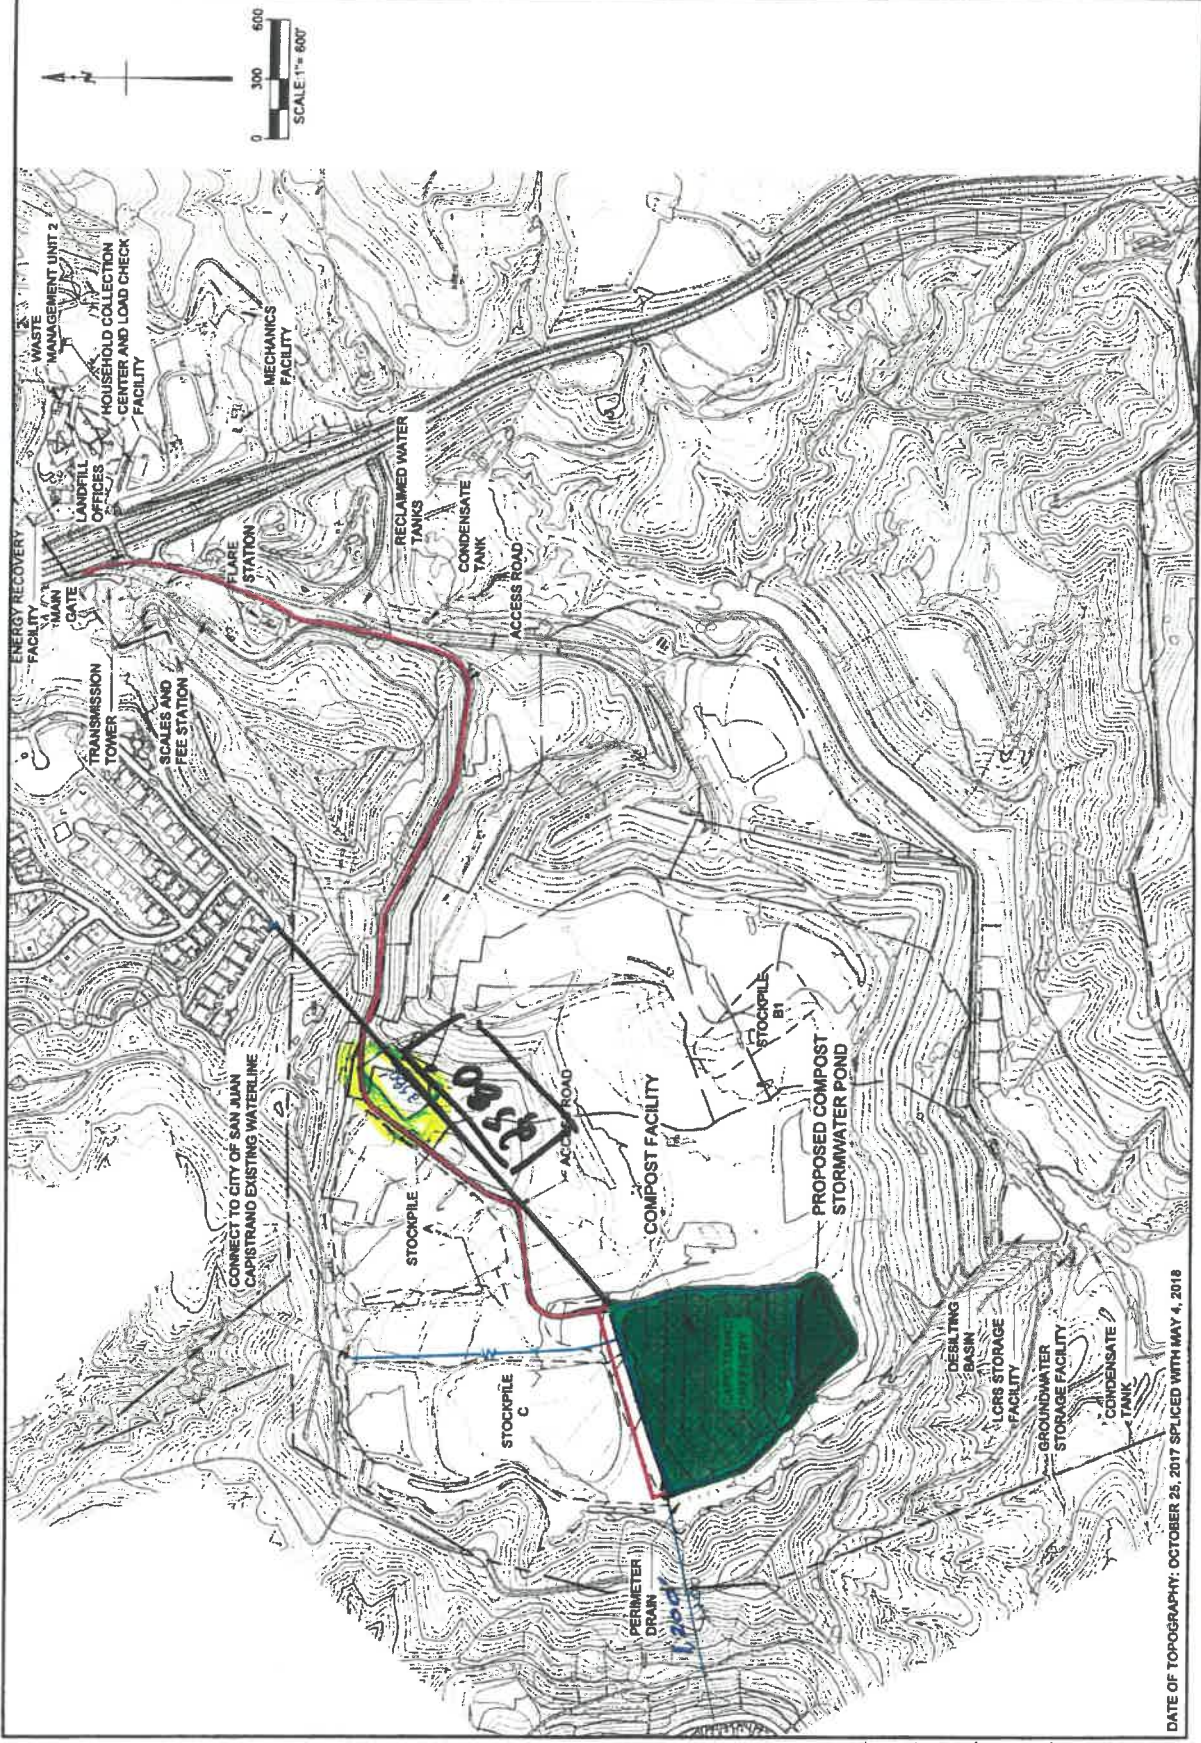 ENERGY RECOVERY
FACILITY
MAIN
GATE
WASTE
MANAGEMENT UNIT 2
LANDFILL
OFFICES
HOUSEHOLD COLLECTION
CENTER AND LOAD CHECK
FACILITY
MECHANICS
FACILITY
N
0 300 600
SCALE:1"= 600'
TRANSMISSION
TOWER
SCALES AND
FEE STATION
FLARE
STATION
RECLAIMED WATER
TANKS
CONDENSATE
TANK
ACCESS ROAD
CONNECT TO CITY OF SAN JUAN
CAPISTRANO EXISTING WATERLINE
STOCKPILE
A
ACCESS ROAD
STOCKPILE
B1
COMPOST FACILITY
PROPOSED COMPOST
STORMWATER POND
STOCKPILE
C
PERIMETER
DRAIN
1,200'
DESILTING
BASIN
LCRS STORAGE
FACILITY
GROUNDWATER
STORAGE FACILITY
CONDENSATE
TANK
DATE OF TOPOGRAPHY: OCTOBER 25, 2017 SPLICED WITH MAY 4, 2018